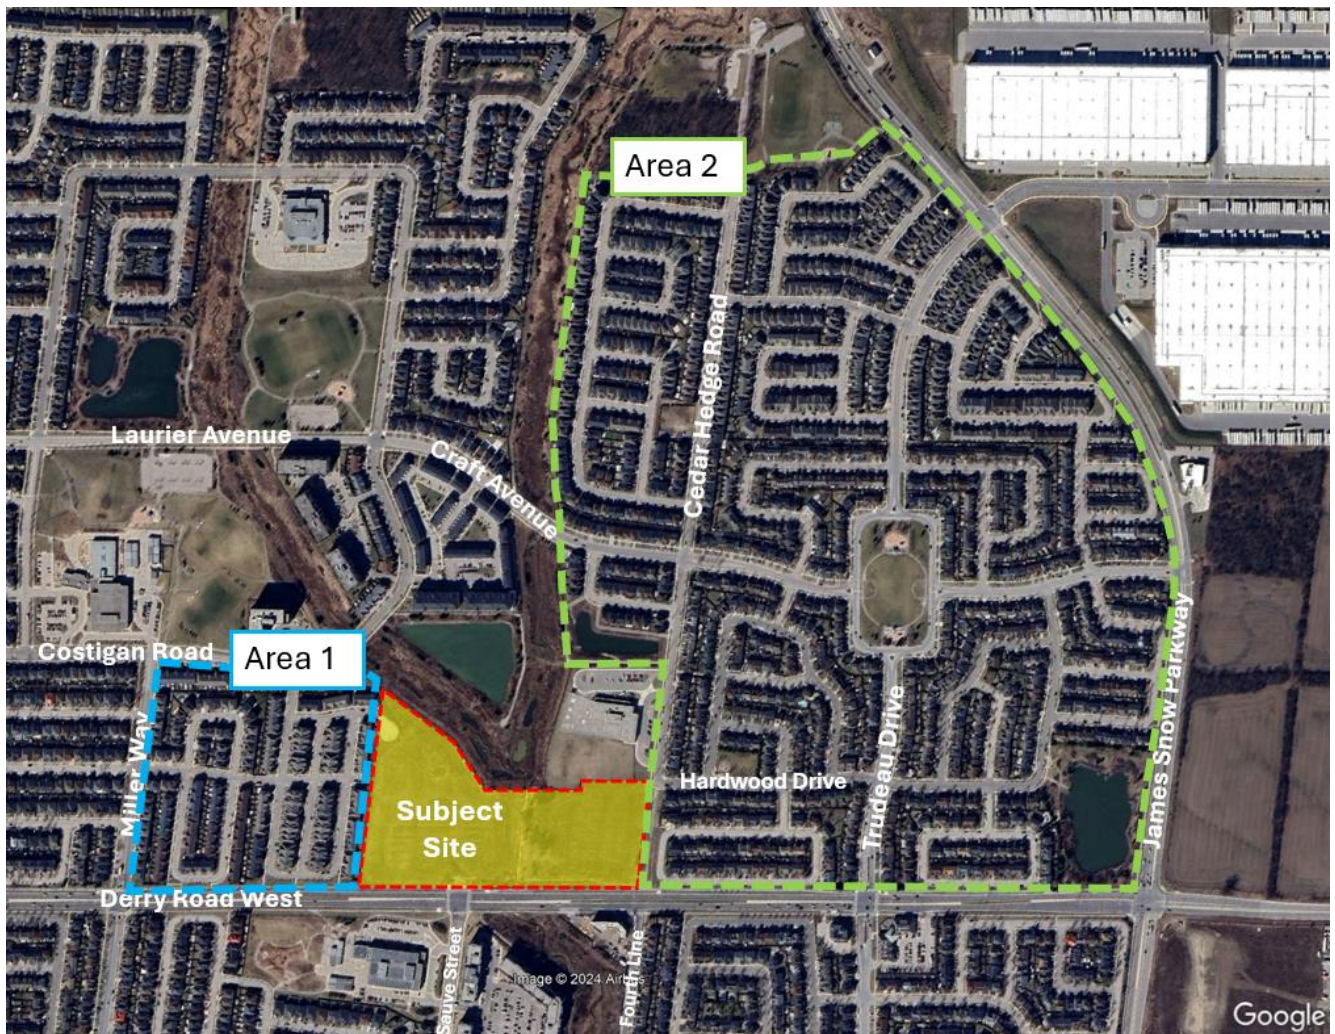 Area 2
Laurier Avenue
Craft Avenue
Cedar Hedge Road
Costigan Road
Area 1
Miller Way
Subject
Site
Hardwood Drive
Trudeau Drive
James Snow Parkway
Derry Road West
Sauve Street
Fourth Line
Image © 2024 Airbus
Google